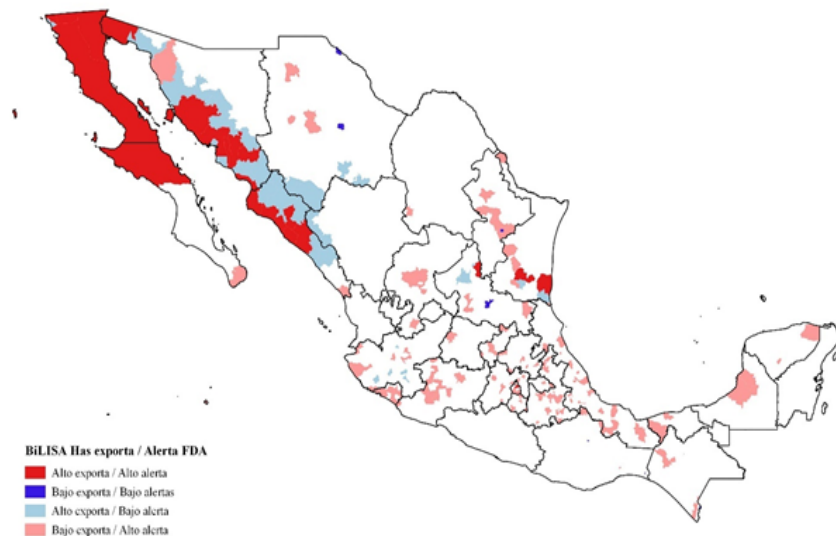 BiLISA Has exporta / Alerta FDA
Alto exporta / Alto alerta
Bajo exporta / Bajo alertas
Alto exporta / Bajo alerta
Bajo exporta / Alto alerta